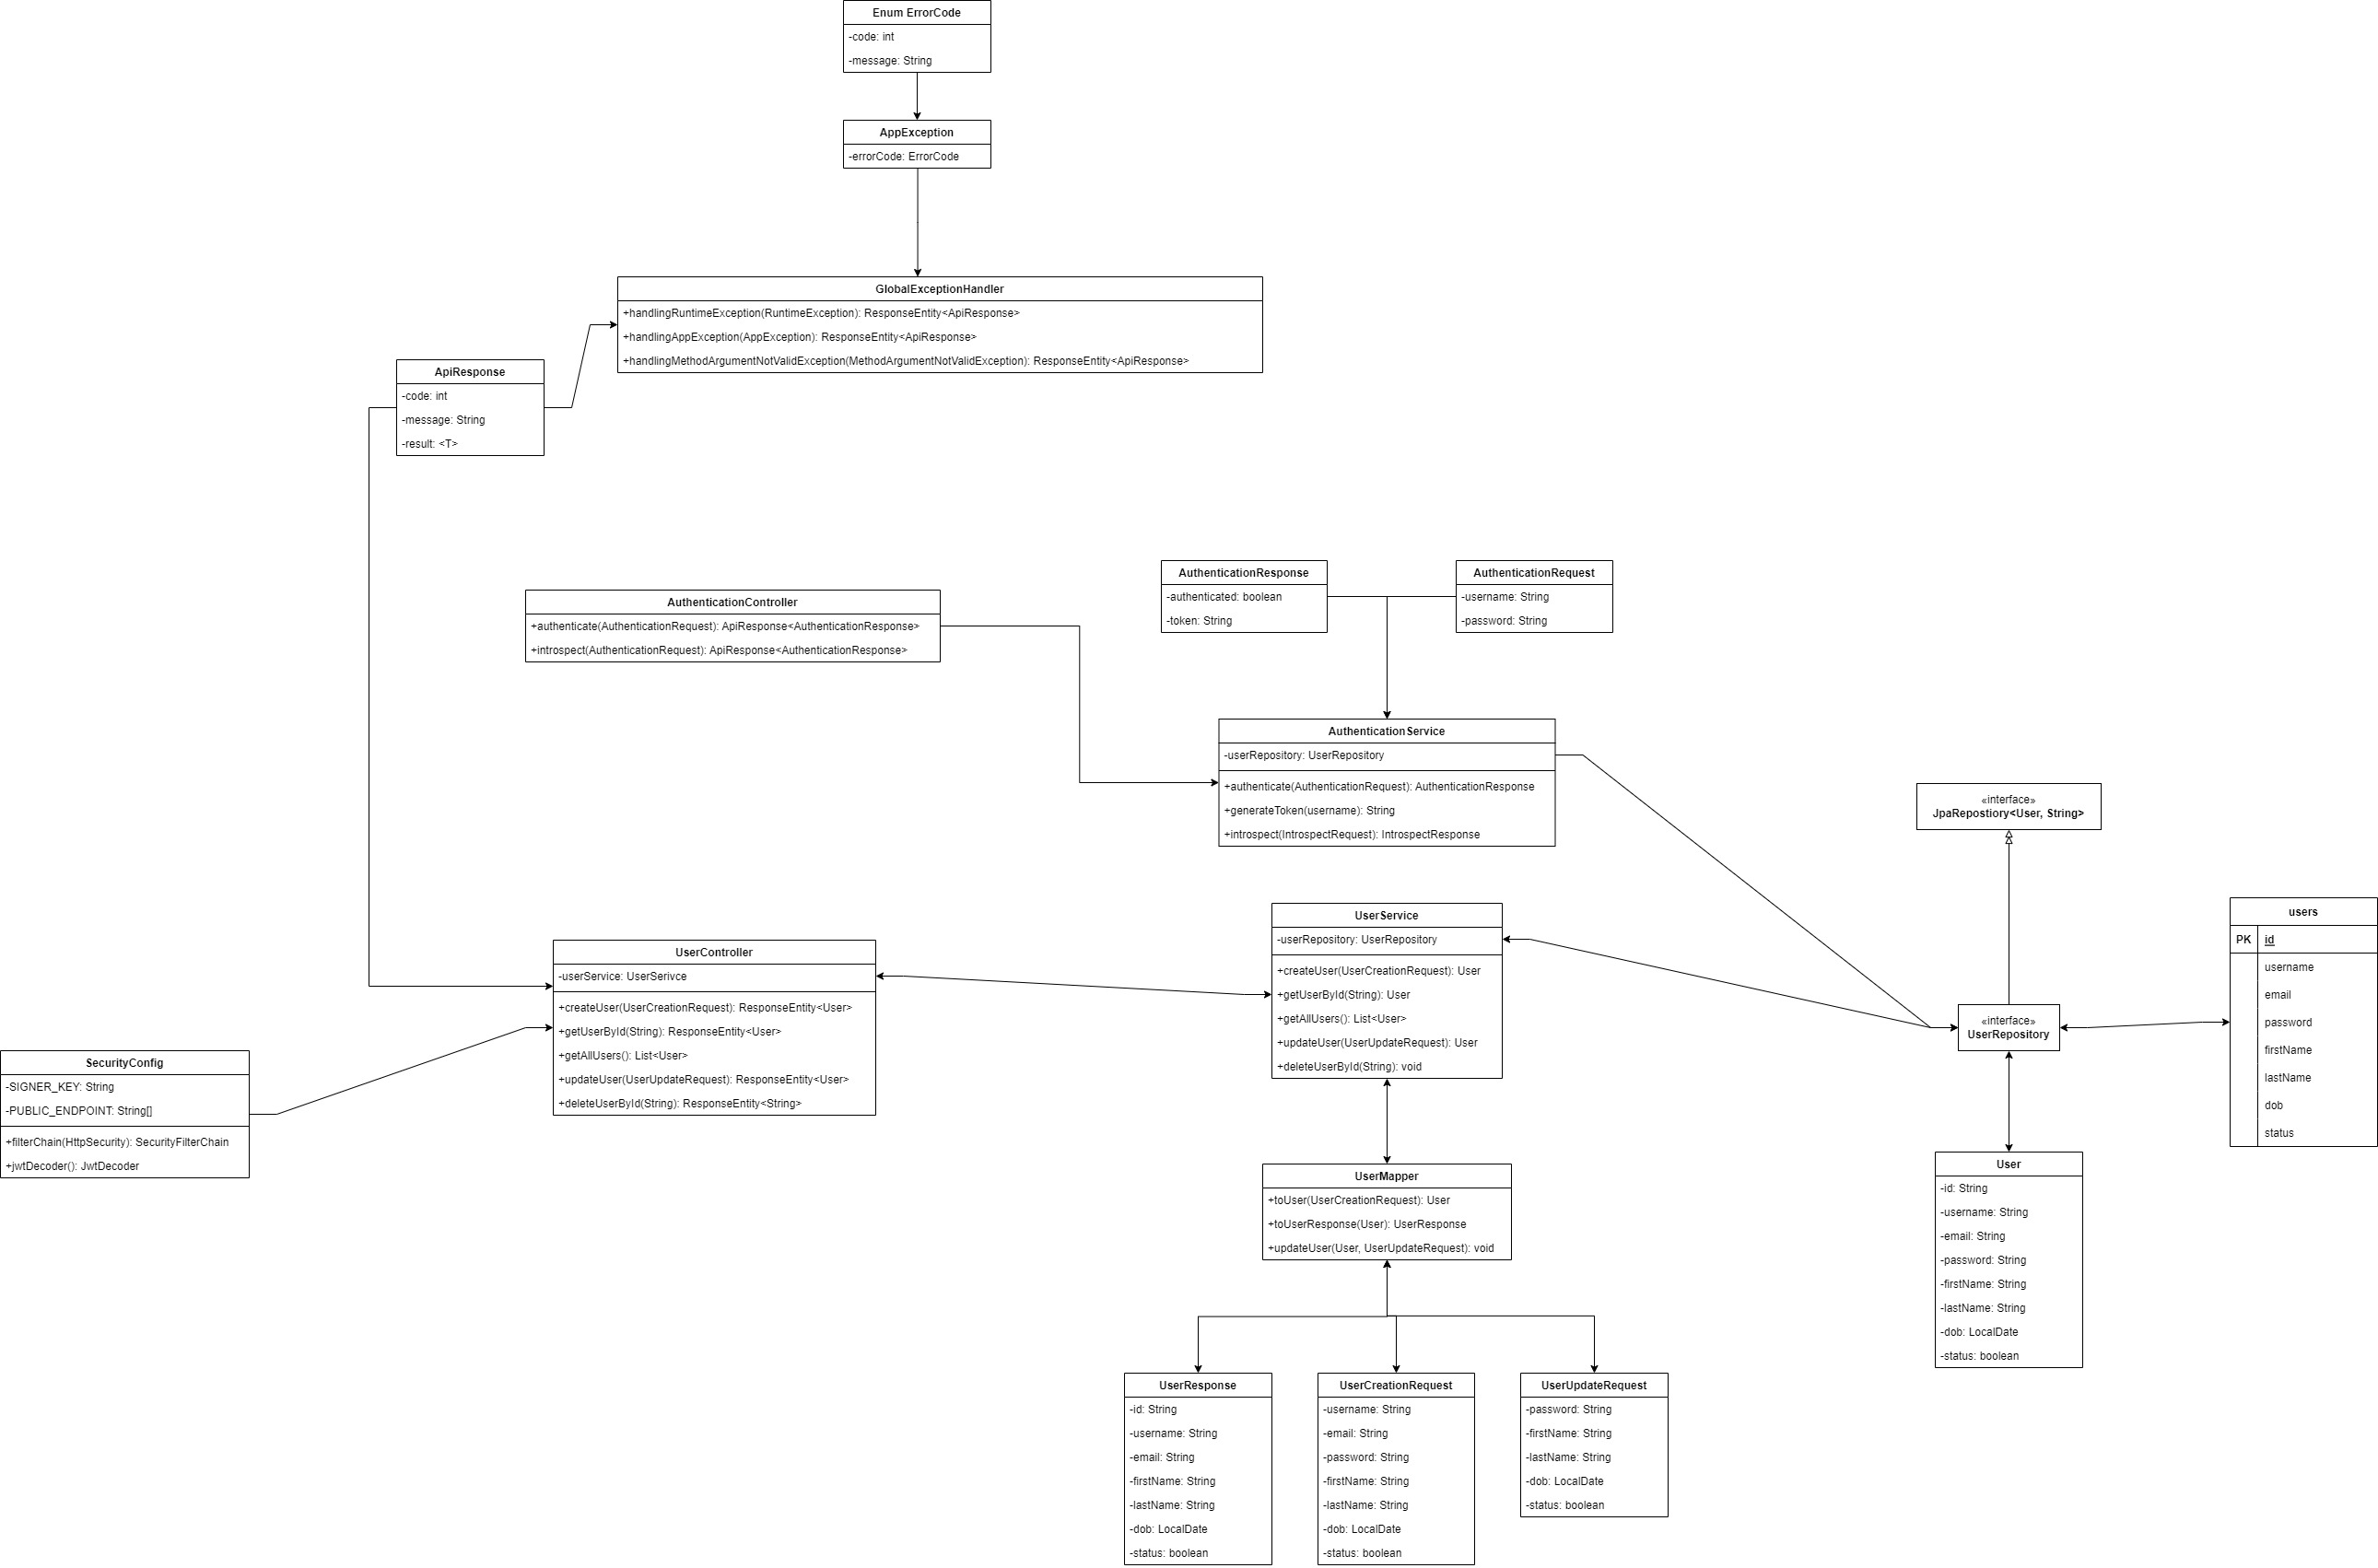 Enum ErrorCode
-code: int
-message: String
AppException
-errorCode: ErrorCode
GlobalExceptionHandler
+handlingRuntimeException(RuntimeException): ResponseEntity<ApiResponse>
+handlingAppException(AppException): ResponseEntity<ApiResponse>
+handlingMethodArgumentNotValidException(MethodArgumentNotValidException): ResponseEntity<ApiResponse>
ApiResponse
-code: int
-message: String
-result: <T>
AuthenticationController
+authenticate(AuthenticationRequest): ApiResponse<AuthenticationResponse>
+introspect(AuthenticationRequest): ApiResponse<AuthenticationResponse>
AuthenticationResponse
-authenticated: boolean
-token: String
AuthenticationRequest
-username: String
-password: String
AuthenticationService
-userRepository: UserRepository
+authenticate(AuthenticationRequest): AuthenticationResponse
+generateToken(username): String
+introspect(IntrospectRequest): IntrospectResponse
«interface»
JpaRepostiory<User, String>
users
PK id
username
email
password
firstName
lastName
dob
status
UserService
-userRepository: UserRepository
+createUser(UserCreationRequest): User
+getUserById(String): User
+getAllUsers(): List<User>
+updateUser(UserUpdateRequest): User
+deleteUserById(String): void
UserController
-userService: UserSerivce
+createUser(UserCreationRequest): ResponseEntity<User>
+getUserById(String): ResponseEntity<User>
+getAllUsers(): List<User>
+updateUser(UserUpdateRequest): ResponseEntity<User>
+deleteUserById(String): ResponseEntity<String>
«interface»
UserRepository
SecurityConfig
-SIGNER_KEY: String
-PUBLIC_ENDPOINT: String[]
+filterChain(HttpSecurity): SecurityFilterChain
+jwtDecoder(): JwtDecoder
UserMapper
+toUser(UserCreationRequest): User
+toUserResponse(User): UserResponse
+updateUser(User, UserUpdateRequest): void
User
-id: String
-username: String
-email: String
-password: String
-firstName: String
-lastName: String
-dob: LocalDate
-status: boolean
UserResponse
-id: String
-username: String
-email: String
-firstName: String
-lastName: String
-dob: LocalDate
-status: boolean
UserCreationRequest
-username: String
-email: String
-password: String
-firstName: String
-lastName: String
-dob: LocalDate
-status: boolean
UserUpdateRequest
-password: String
-firstName: String
-lastName: String
-dob: LocalDate
-status: boolean